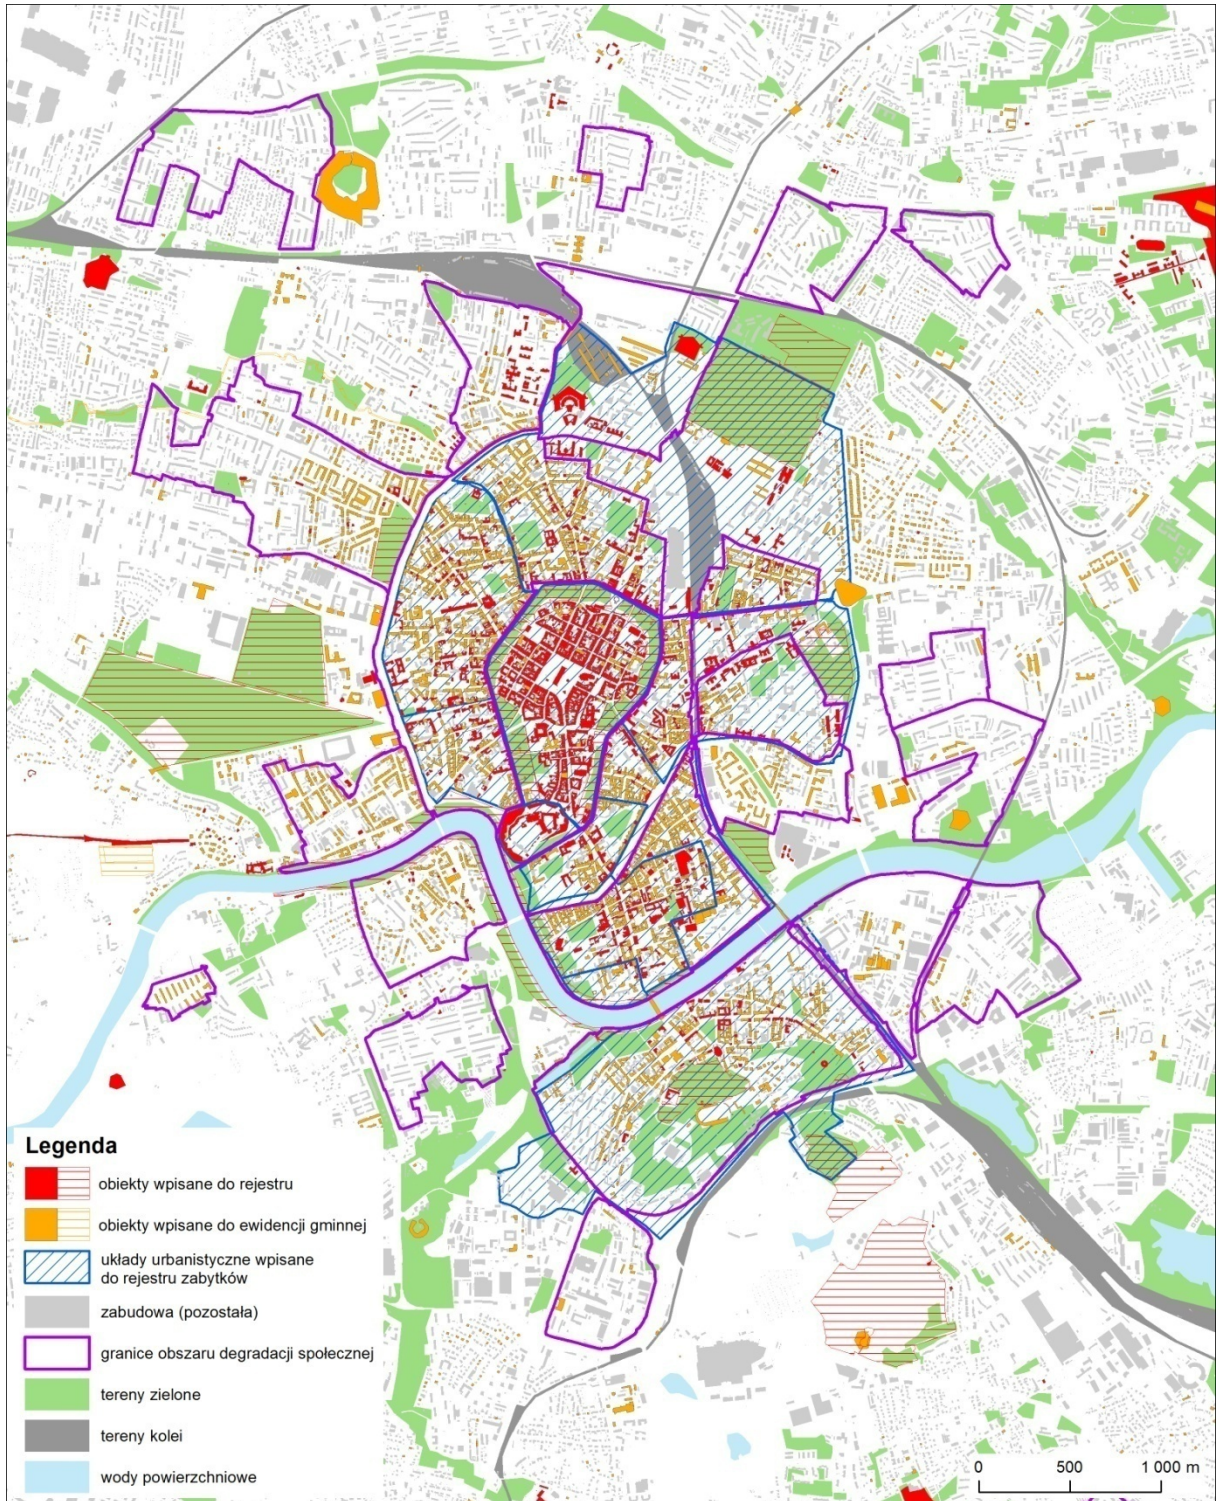 Legenda
obiekty wpisane do rejestru
obiekty wpisane do ewidencji gminnej
układy urbanistyczne wpisane
do rejestru zabytków
zabudowa (pozostała)
granice obszaru degradacji społecznej
tereny zielone
tereny kolei
wody powierzchniowe
0 500 1 000 m